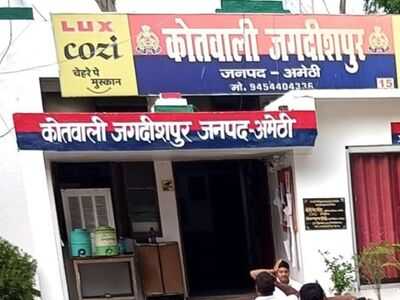 LUX
cozi
चेहरे पे
मुस्कान
कोतवाली जगदीशपुर
जनपद - अमेठी
मो. 9454404336
15
कोतवाली जगदीशपुर जनपद-अमेठी